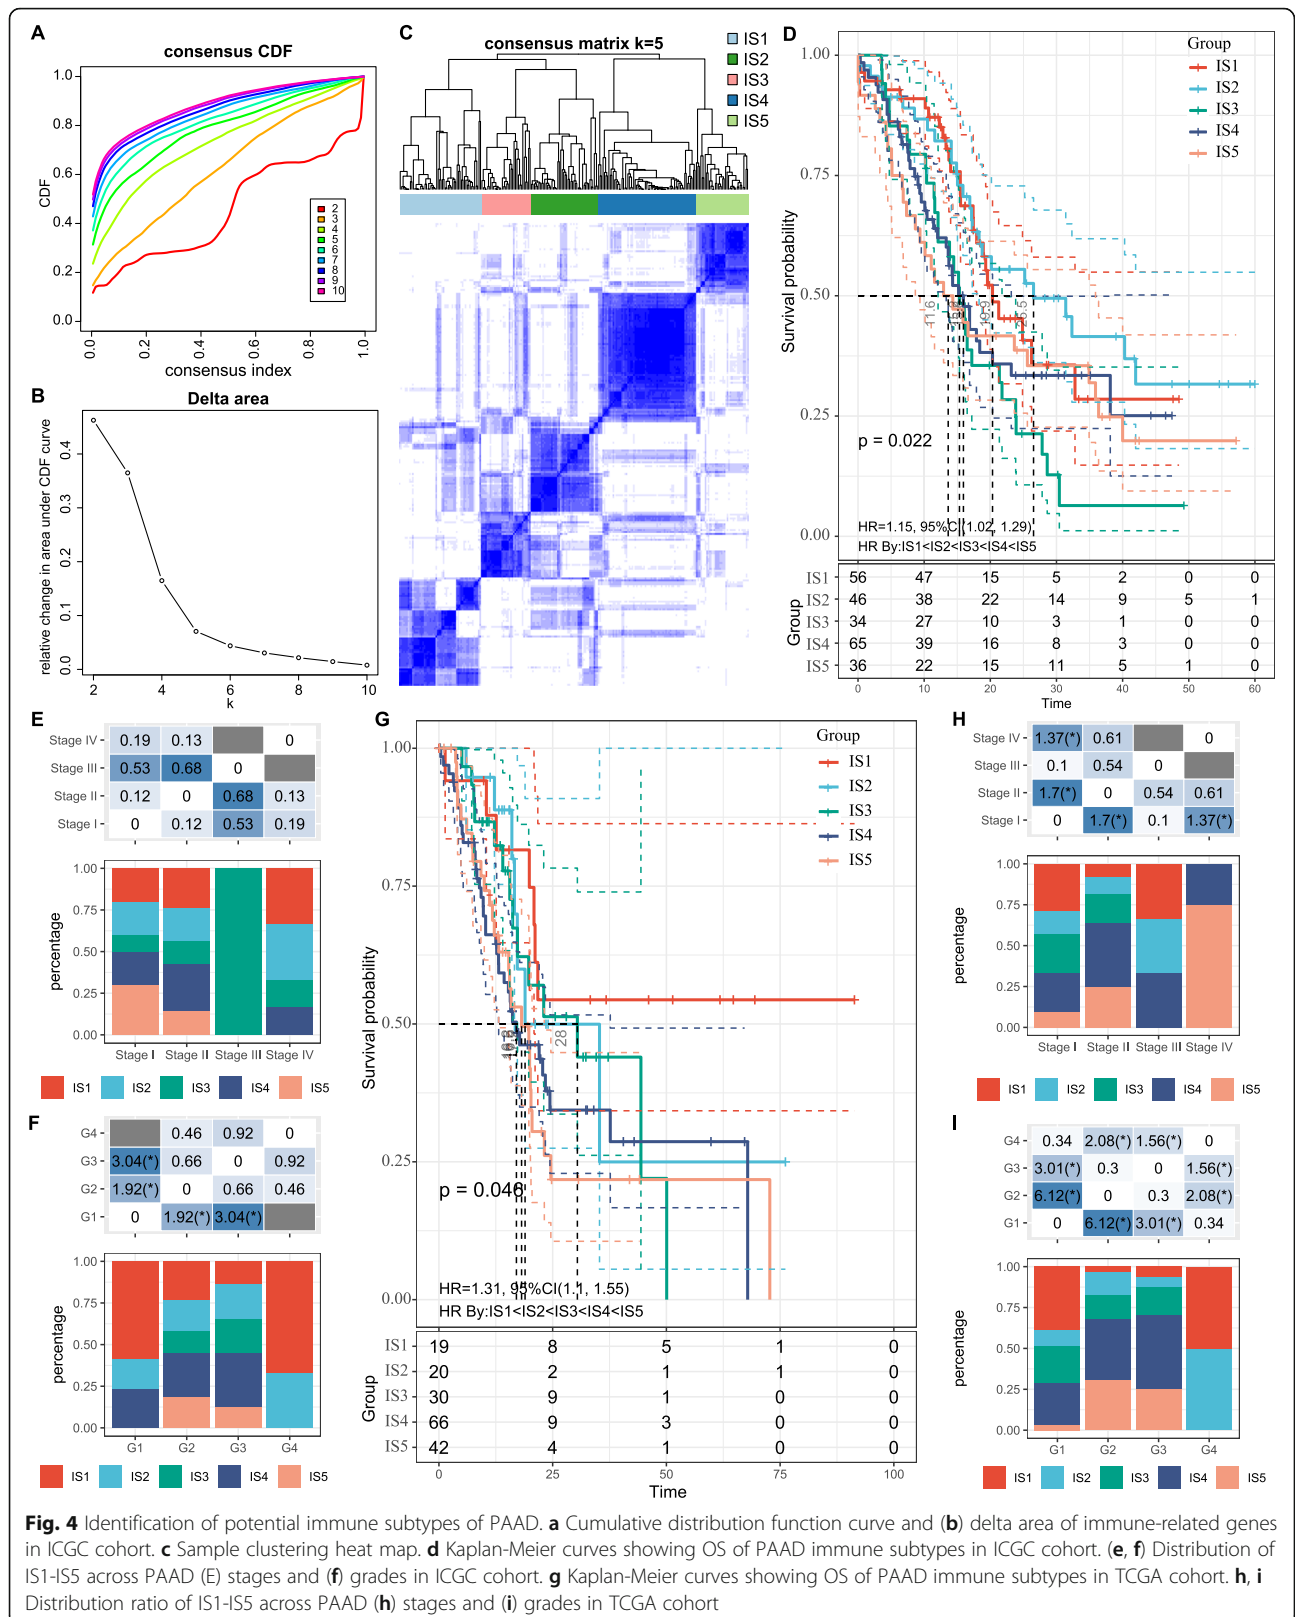 A
consensus CDF
CDF
1.0
0.8
0.6
0.4
0.2
0.0
0.0
0.2
0.4
0.6
0.8
1.0
consensus index
2
3
4
5
6
7
8
9
10
B
Delta area
relative change in area under CDF curve
0.4
0.3
0.2
0.1
0.0
2
4
6
8
10
k
C
consensus matrix k=5
IS1
IS2
IS3
IS4
IS5
D
Survival probability
1.00
0.75
0.50
0.25
0.00
Group
IS1
IS2
IS3
IS4
IS5
11.6
19.9
p = 0.022
HR=1.15, 95%CI(1.02, 1.29)
HR By:IS1<IS2<IS3<IS4<IS5
Group
IS1 56 47 15 5 2 0 0
IS2 46 38 22 14 9 5 1
IS3 34 27 10 3 1 0 0
IS4 65 39 16 8 3 0 0
IS5 36 22 15 11 5 1 0
0 10 20 30 40 50 60
Time
E
Stage IV 0.19 0.13 0
Stage III 0.53 0.68 0
Stage II 0.12 0 0.68 0.13
Stage I 0 0.12 0.53 0.19
percentage
1.00
0.75
0.50
0.25
0.00
Stage I Stage II Stage III Stage IV
IS1 IS2 IS3 IS4 IS5
F
G4 0.46 0.92 0
G3 3.04(*) 0.66 0 0.92
G2 1.92(*) 0 0.66 0.46
G1 0 1.92(*) 3.04(*)
percentage
1.00
0.75
0.50
0.25
0.00
G1 G2 G3 G4
IS1 IS2 IS3 IS4 IS5
G
Survival probability
1.00
0.75
0.50
0.25
0.00
Group
IS1
IS2
IS3
IS4
IS5
28
p = 0.046
HR=1.31, 95%CI(1.1, 1.55)
HR By:IS1<IS2<IS3<IS4<IS5
Group
IS1 19 8 5 1 0
IS2 20 2 1 1 0
IS3 30 9 1 0 0
IS4 66 9 3 0 0
IS5 42 4 1 0 0
0 25 50 75 100
Time
H
Stage IV 1.37(*) 0.61 0
Stage III 0.1 0.54 0
Stage II 1.7(*) 0 0.54 0.61
Stage I 0 1.7(*) 0.1 1.37(*)
percentage
1.00
0.75
0.50
0.25
0.00
Stage I Stage II Stage III Stage IV
IS1 IS2 IS3 IS4 IS5
I
G4 0.34 2.08(*) 1.56(*) 0
G3 3.01(*) 0.3 0 1.56(*)
G2 6.12(*) 0 0.3 2.08(*)
G1 0 6.12(*) 3.01(*) 0.34
percentage
1.00
0.75
0.50
0.25
0.00
G1 G2 G3 G4
IS1 IS2 IS3 IS4 IS5
Fig. 4 Identification of potential immune subtypes of PAAD. a Cumulative distribution function curve and (b) delta area of immune-related genes
in ICGC cohort. c Sample clustering heat map. d Kaplan-Meier curves showing OS of PAAD immune subtypes in ICGC cohort. (e, f) Distribution of
IS1-IS5 across PAAD (E) stages and (f) grades in ICGC cohort. g Kaplan-Meier curves showing OS of PAAD immune subtypes in TCGA cohort. h, i
Distribution ratio of IS1-IS5 across PAAD (h) stages and (i) grades in TCGA cohort